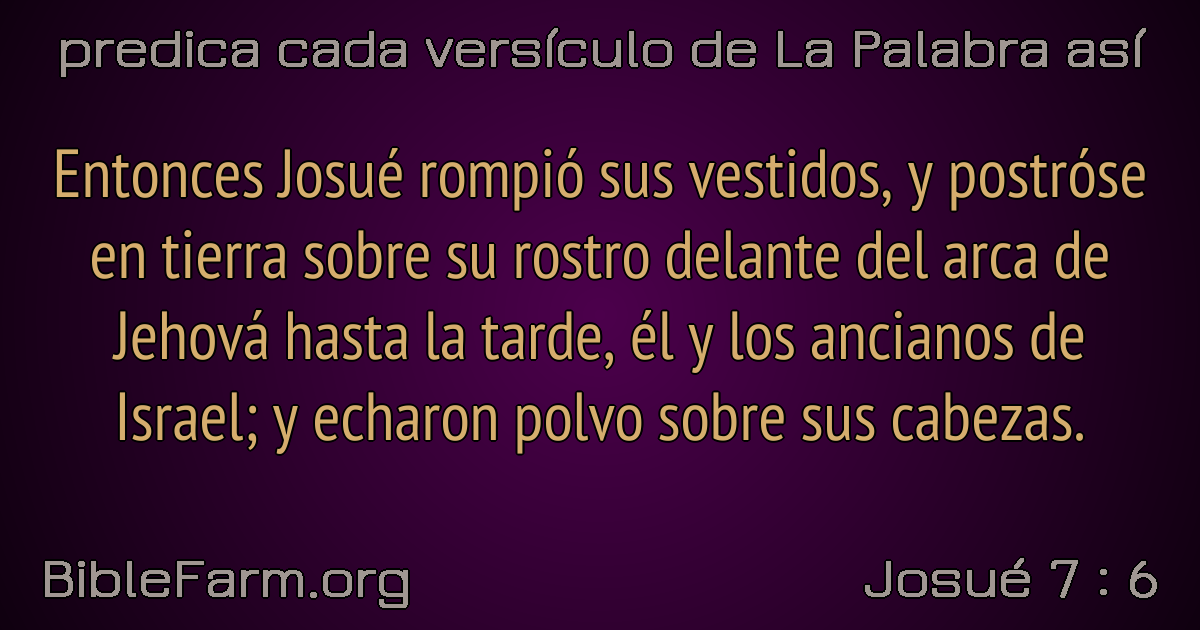 predica cada versículo de La Palabra así
Entonces Josué rompió sus vestidos, y postróse
en tierra sobre su rostro delante del arca de
Jehová hasta la tarde, él y los ancianos de
Israel; y echaron polvo sobre sus cabezas.
BibleFarm.org
Josué 7 : 6